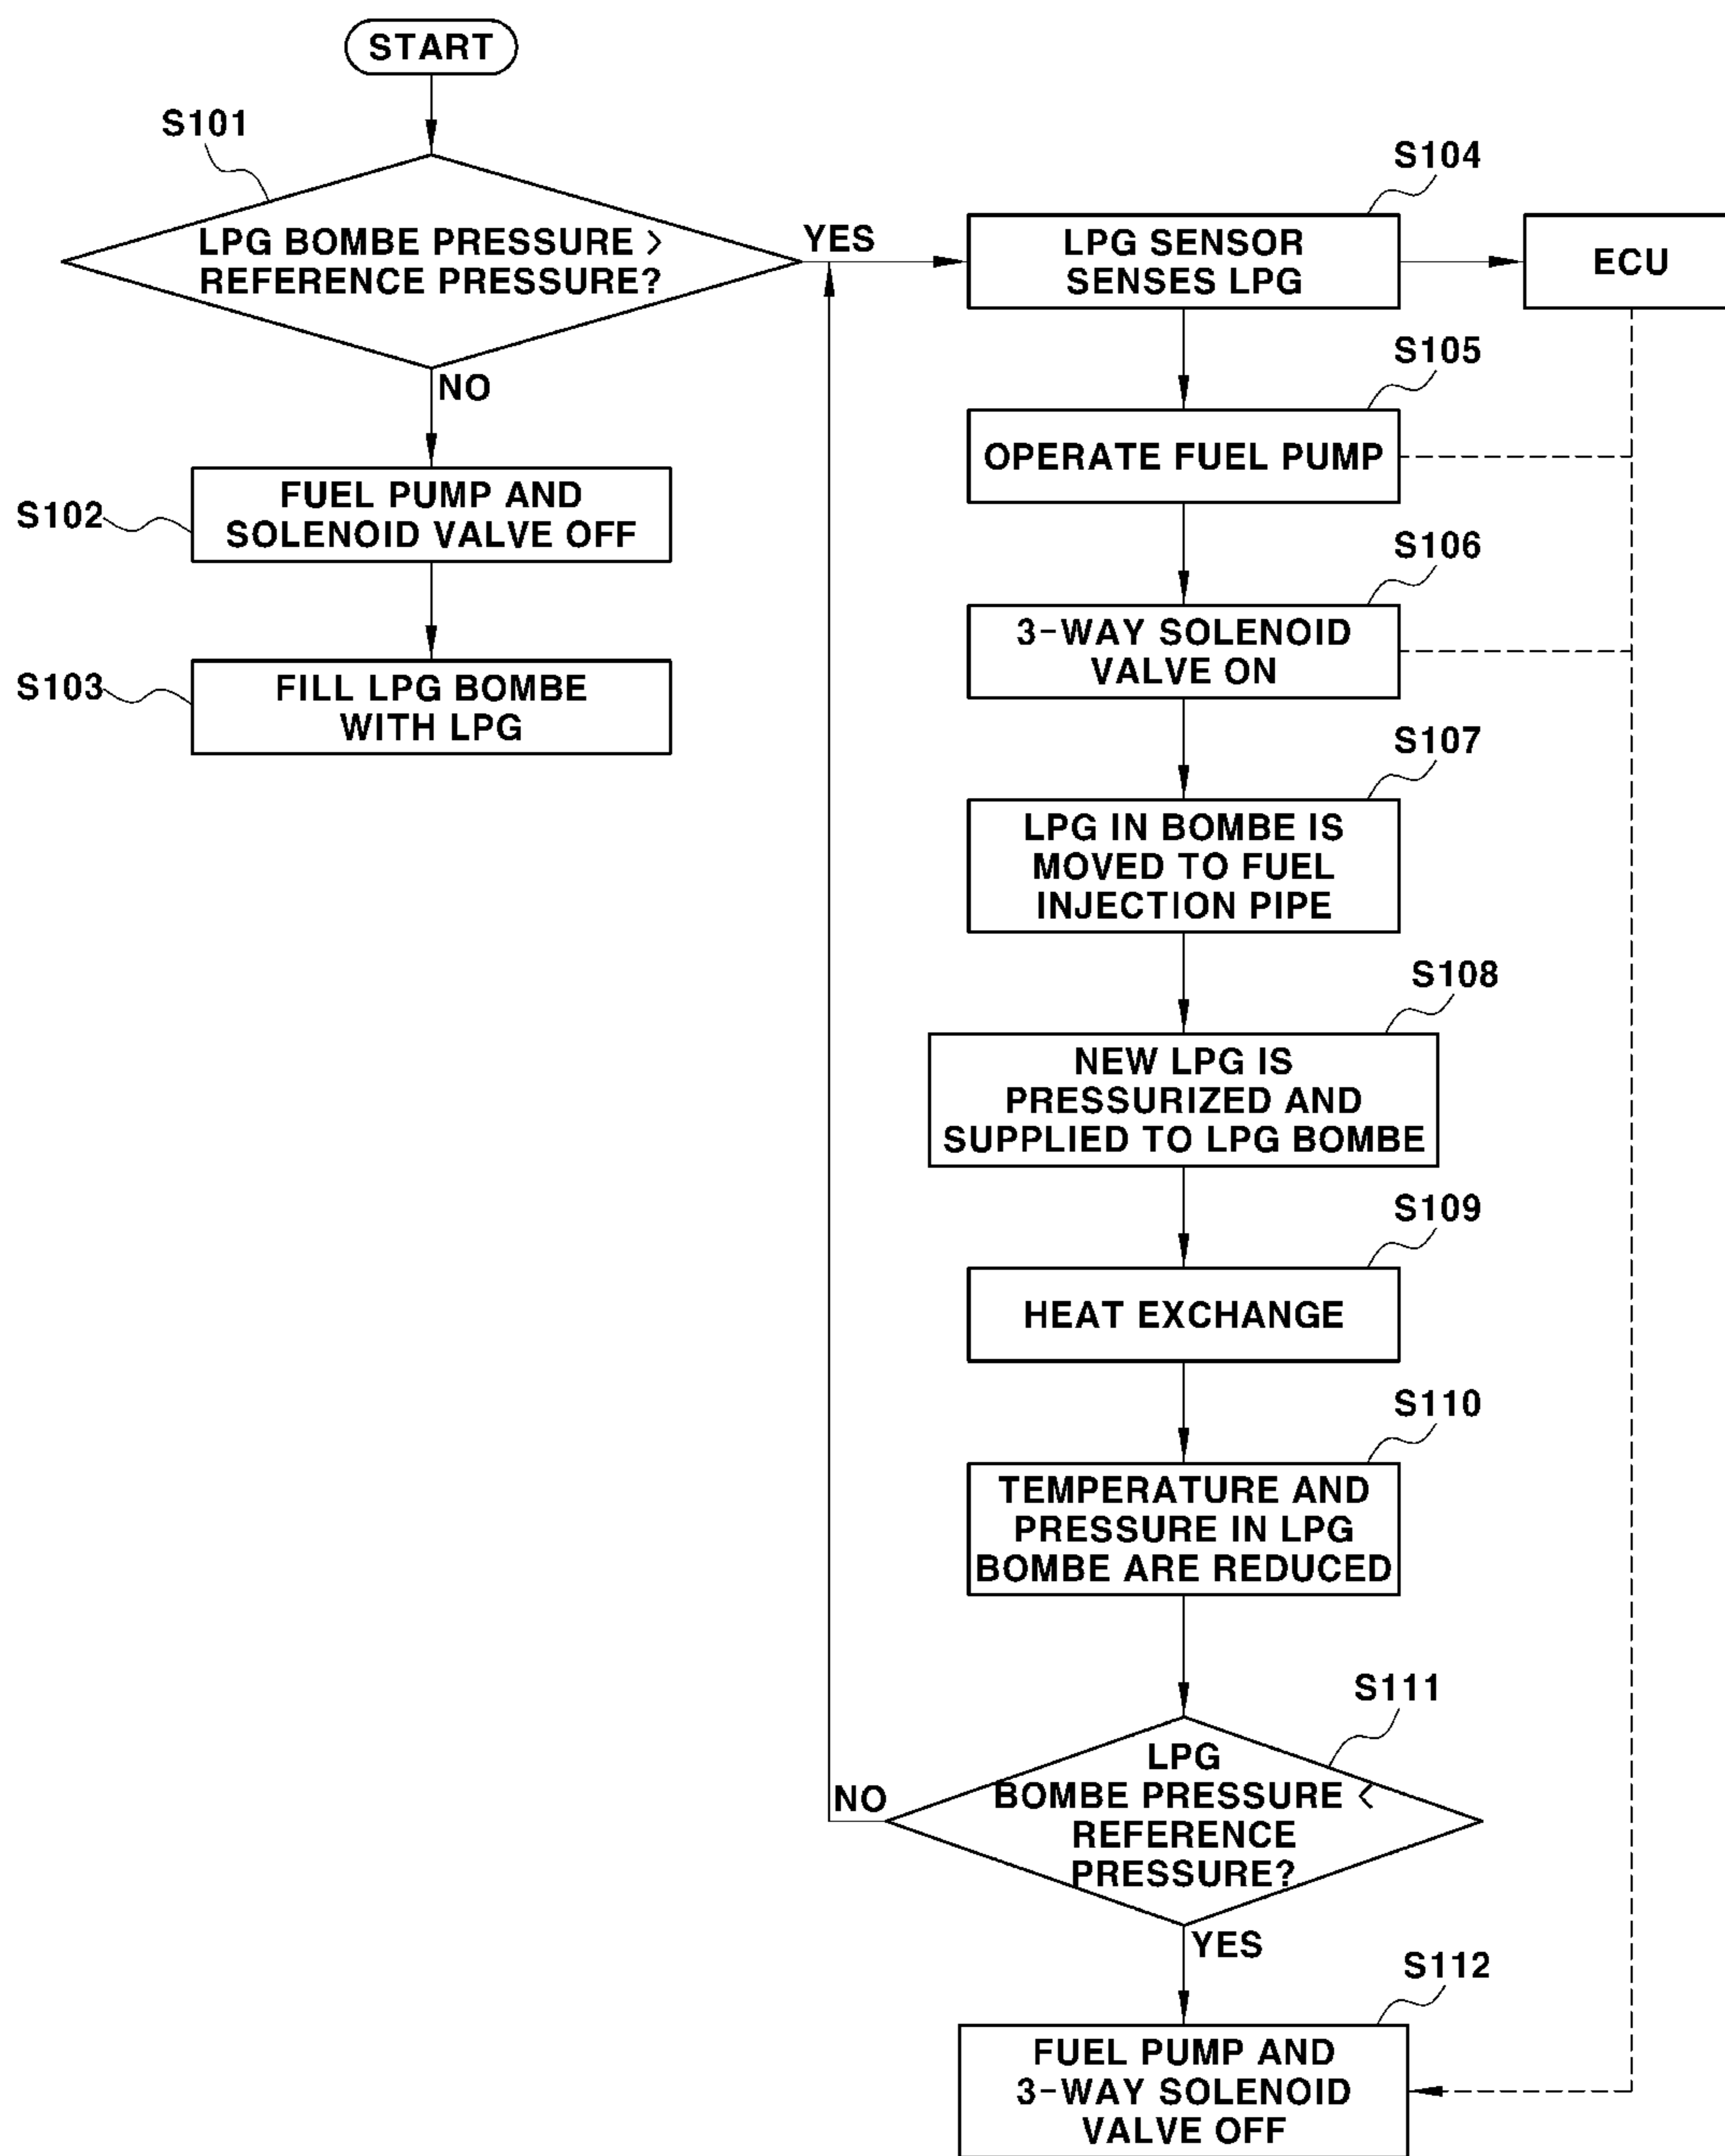 START
S101
LPG BOMBE PRESSURE >
REFERENCE PRESSURE?
YES
NO
S102
FUEL PUMP AND
SOLENOID VALVE OFF
S103
FILL LPG BOMBE
WITH LPG
S104
LPG SENSOR
SENSES LPG
ECU
S105
OPERATE FUEL PUMP
S106
3-WAY SOLENOID
VALVE ON
S107
LPG IN BOMBE IS
MOVED TO FUEL
INJECTION PIPE
S108
NEW LPG IS
PRESSURIZED AND
SUPPLIED TO LPG BOMBE
S109
HEAT EXCHANGE
S110
TEMPERATURE AND
PRESSURE IN LPG
BOMBE ARE REDUCED
S111
LPG
BOMBE PRESSURE <
REFERENCE
PRESSURE?
NO
YES
S112
FUEL PUMP AND
3-WAY SOLENOID
VALVE OFF